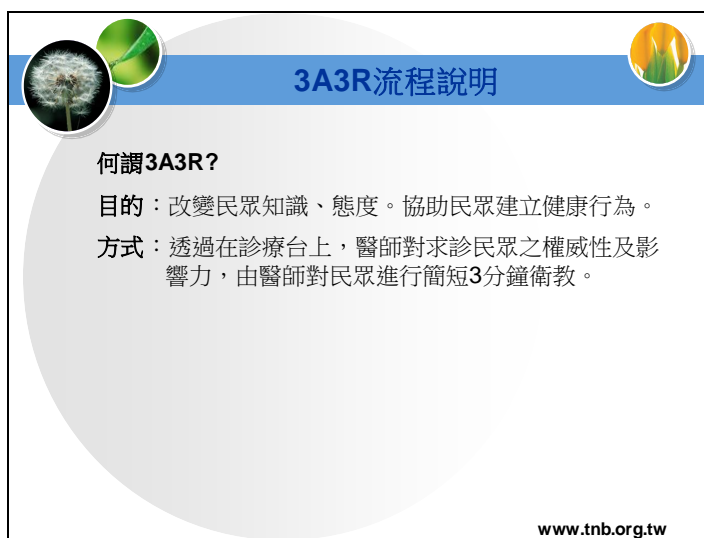 3A3R流程說明
何謂3A3R?
目的：改變民眾知識、態度。協助民眾建立健康行為。
方式：透過在診療台上，醫師對求診民眾之權威性及影
響力，由醫師對民眾進行簡短3分鐘衛教。
www.tnb.org.tw